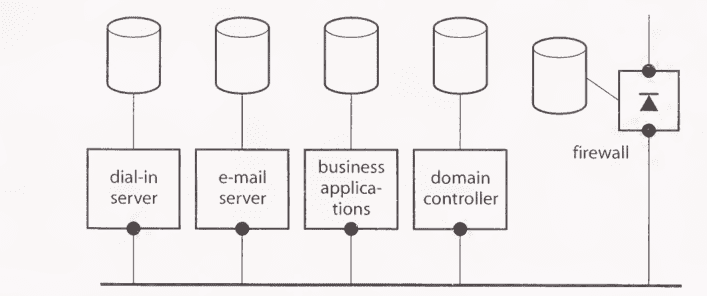 dial-in
server
e-mail
server
business
applica-
tions
domain
controller
firewall